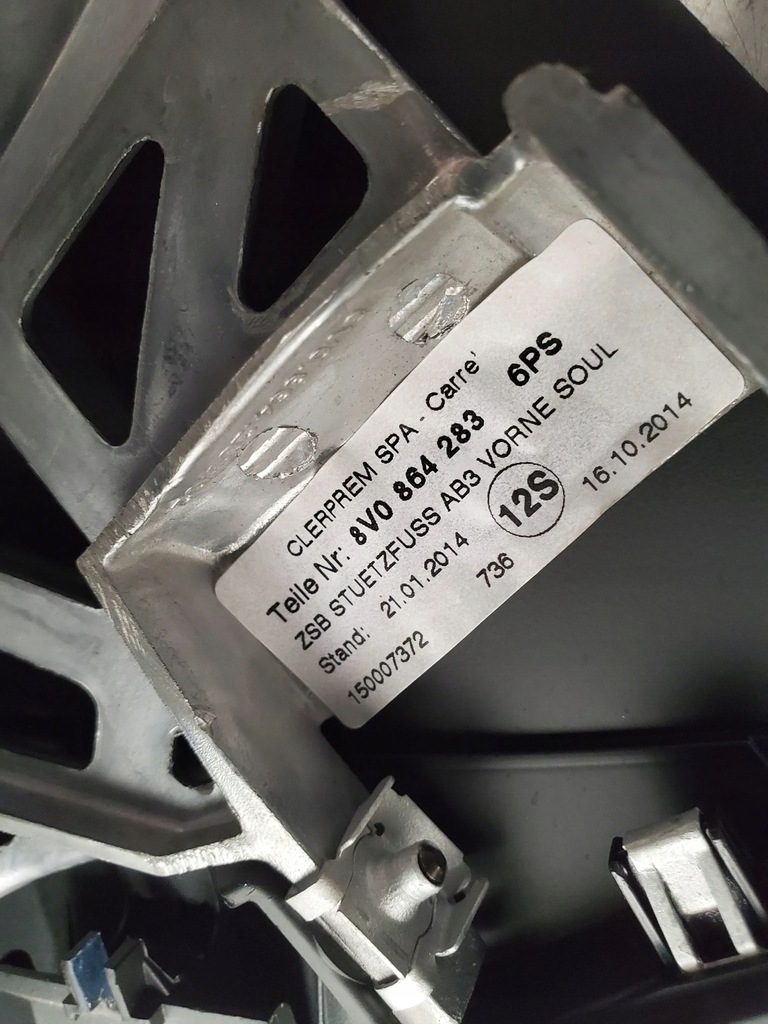 CLERPREM SPA - Carre'
Teile Nr: 8V0 864 283 6PS
ZSB STUETZFUSS AB3 VORNE SOUL
Stand: 21.01.2014 12S 16.10.2014
150007372 736